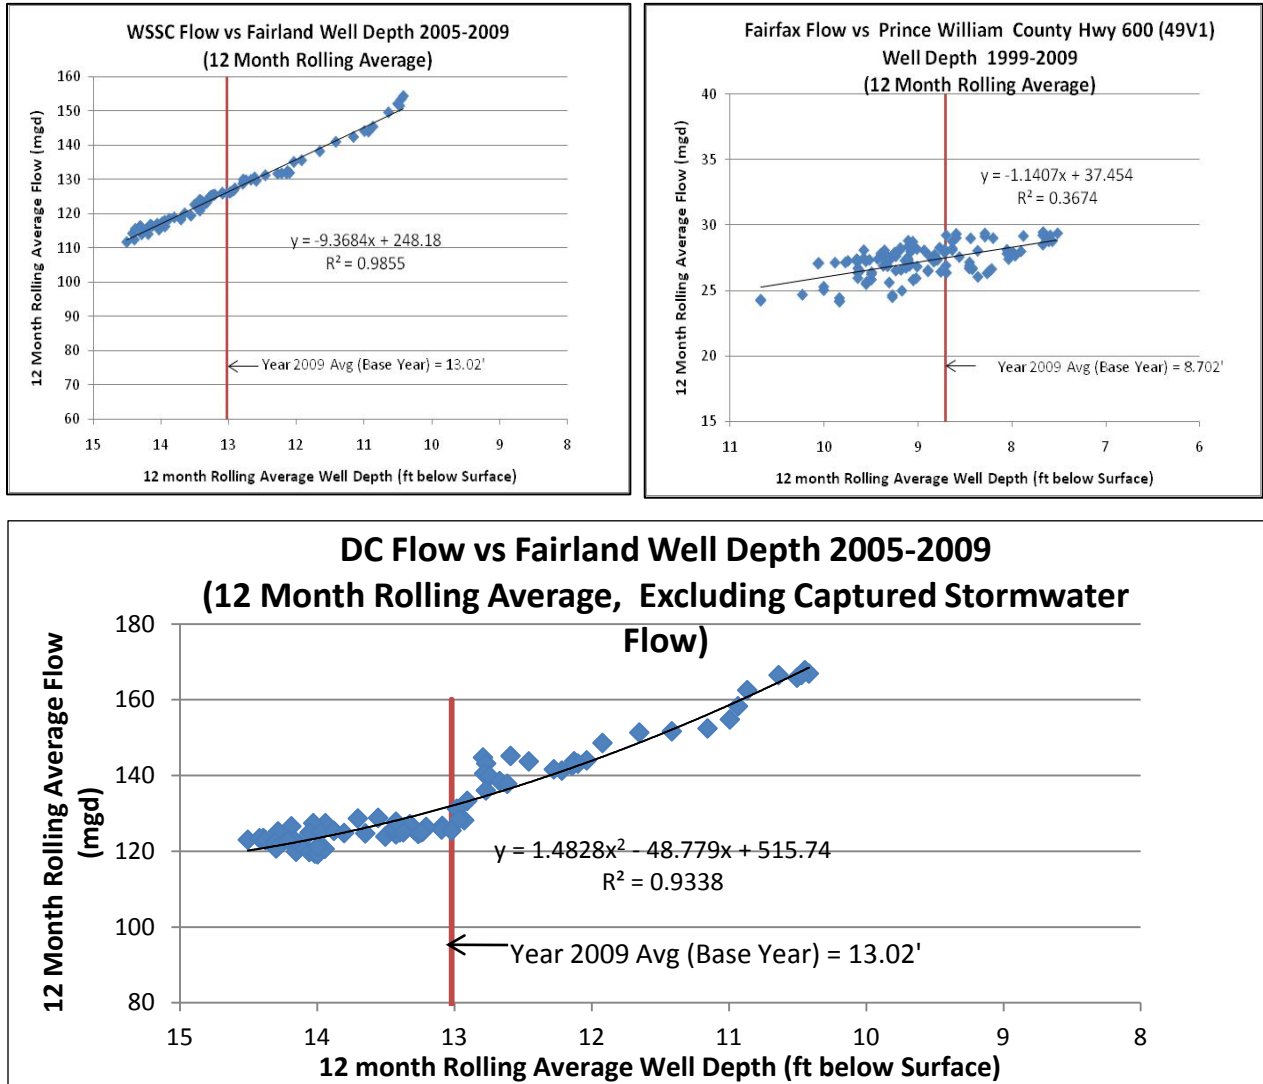 WSSC Flow vs Fairland Well Depth 2005-2009
(12 Month Rolling Average)
12 Month Rolling Average Flow (mgd)
160
150
140
130
120
110
100
90
80
70
60
y = -9.3684x + 248.18
R² = 0.9855
Year 2009 Avg (Base Year) = 13.02'
15 14 13 12 11 10 9 8
12 month Rolling Average Well Depth (ft below Surface)
Fairfax Flow vs Prince William County Hwy 600 (49V1)
Well Depth 1999-2009
(12 Month Rolling Average)
12 Month Rolling Average Flow (mgd)
40
35
30
25
20
15
y = -1.1407x + 37.454
R² = 0.3674
Year 2009 Avg (Base Year) = 8.702'
11 10 9 8 7 6
12 month Rolling Average Well Depth (ft below Surface)
DC Flow vs Fairland Well Depth 2005-2009
(12 Month Rolling Average, Excluding Captured Stormwater
Flow)
12 Month Rolling Average Flow
(mgd)
180
160
140
120
100
80
y = 1.4828x² - 48.779x + 515.74
R² = 0.9338
Year 2009 Avg (Base Year) = 13.02'
15 14 13 12 11 10 9 8
12 month Rolling Average Well Depth (ft below Surface)